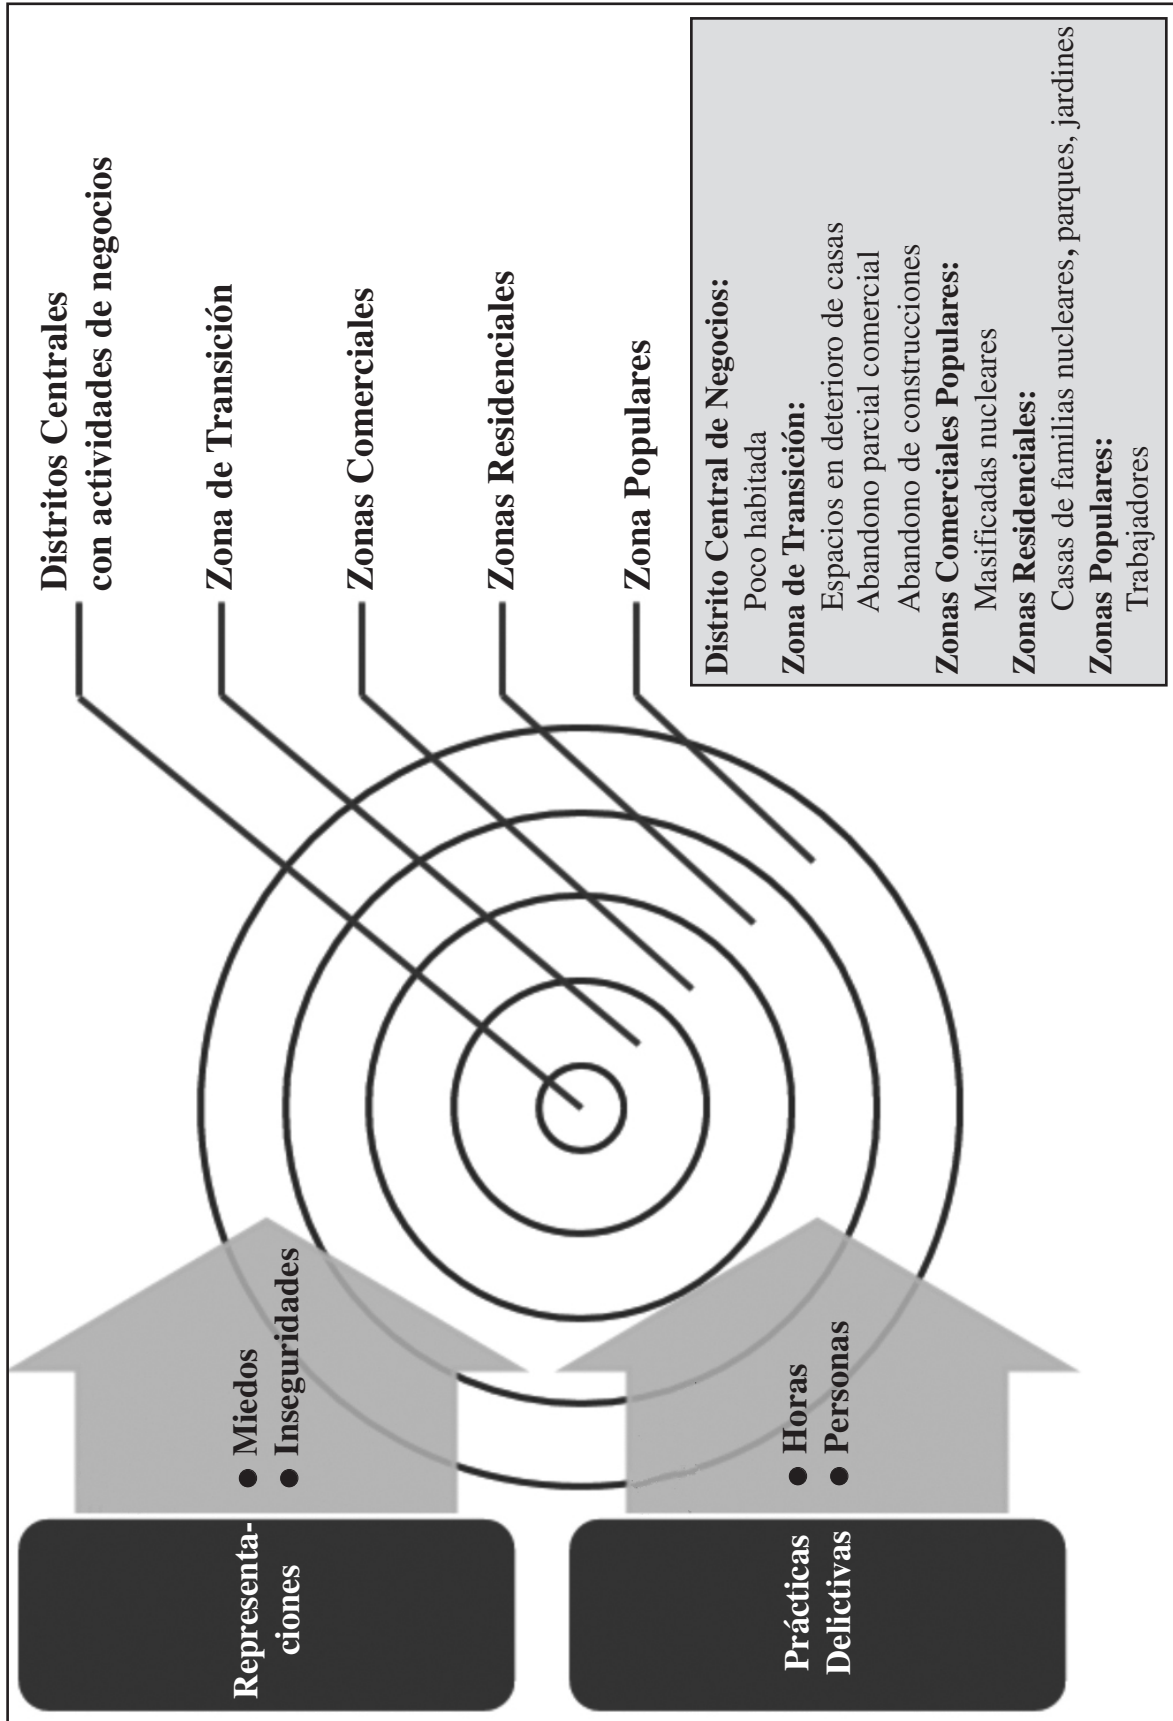 Representa-
ciones
● Miedos
● Inseguridades
Prácticas
Delictivas
● Horas
● Personas
Distritos Centrales
con actividades de negocios
Zona de Transición
Zonas Comerciales
Zonas Residenciales
Zona Populares
Distrito Central de Negocios:
Poco habitada
Zona de Transición:
Espacios en deterioro de casas
Abandono parcial comercial
Abandono de construcciones
Zonas Comerciales Populares:
Masificadas nucleares
Zonas Residenciales:
Casas de familias nucleares, parques, jardines
Zonas Populares:
Trabajadores